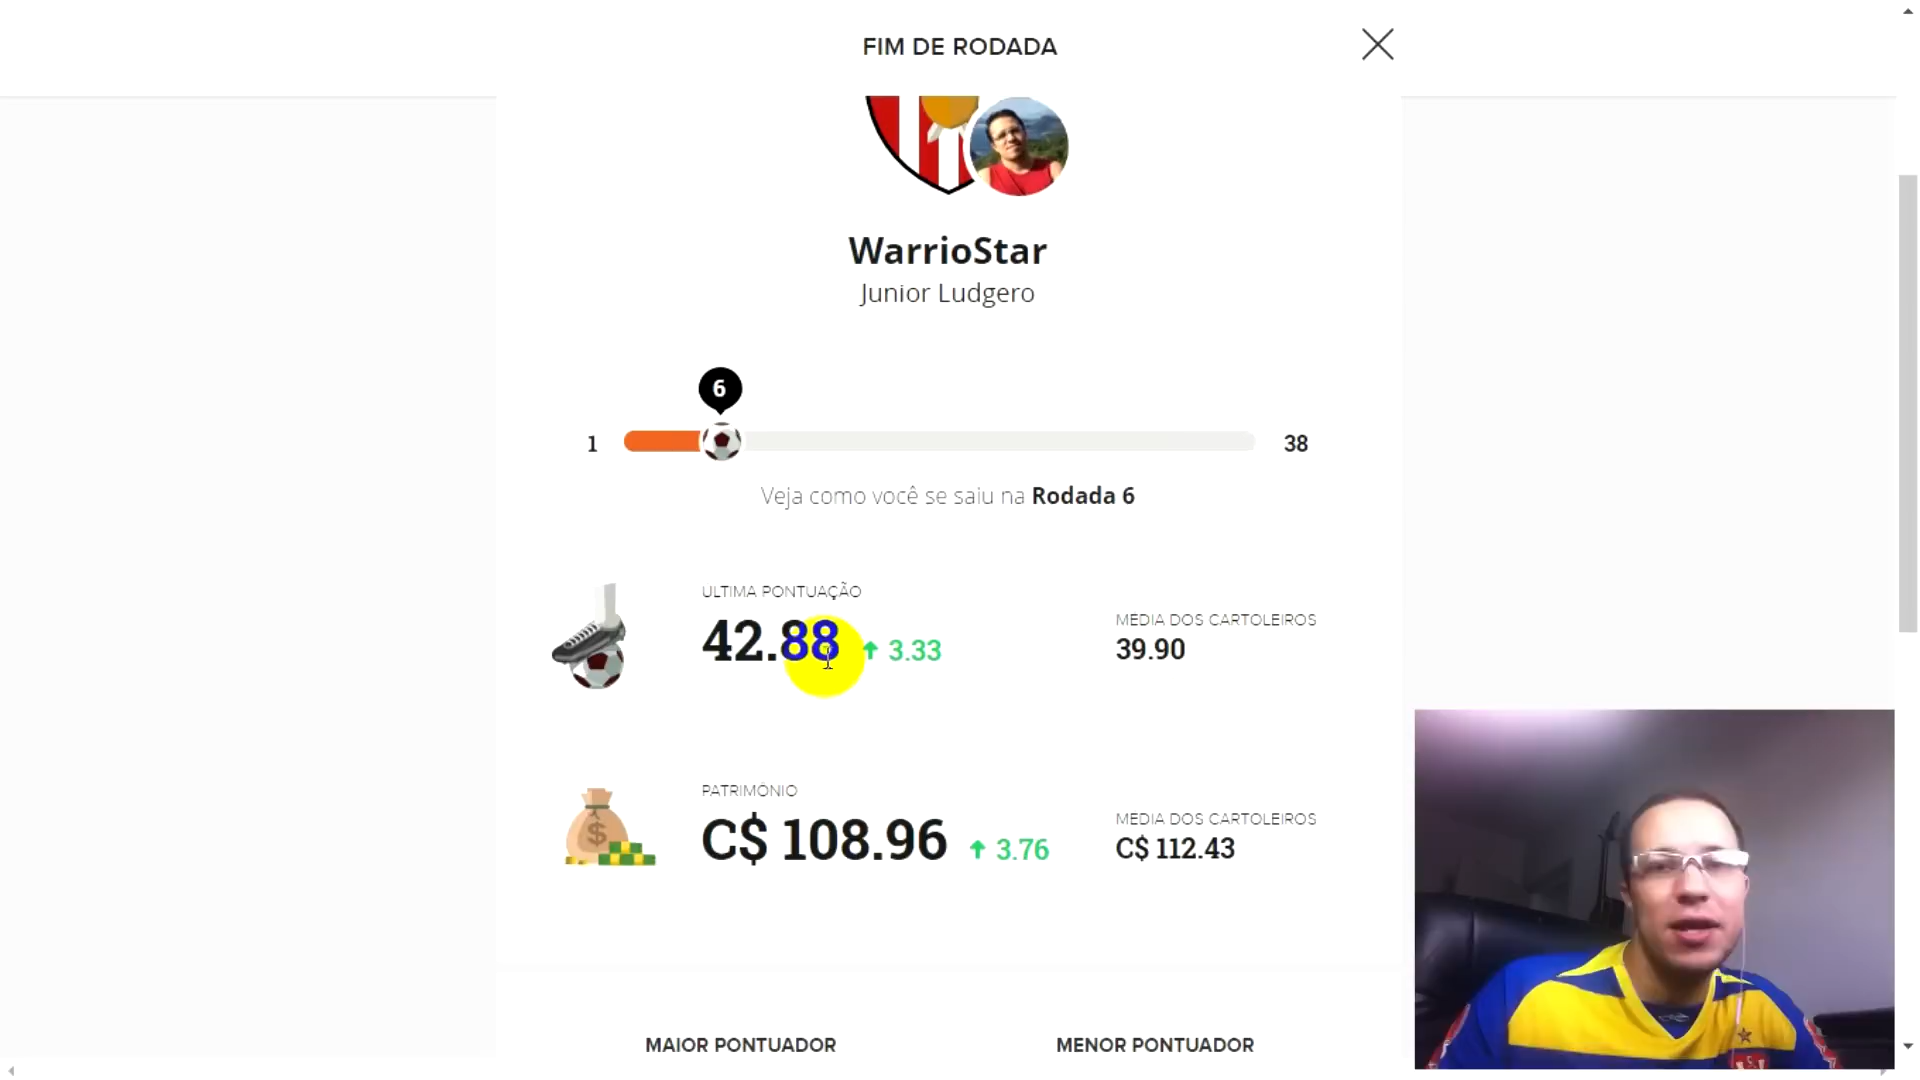 FIM DE RODADA
WarrioStar
Junior Ludgero
6
1
38
Veja como você se saiu na Rodada 6
ULTIMA PONTUAÇÃO
42.88 3.33
MEDIA DOS CARTOLEIROS
39.90
PATRIMÔNIO
C$ 108.96 3.76
MEDIA DOS CARTOLEIROS
C$ 112.43
MAIOR PONTUADOR
MENOR PONTUADOR